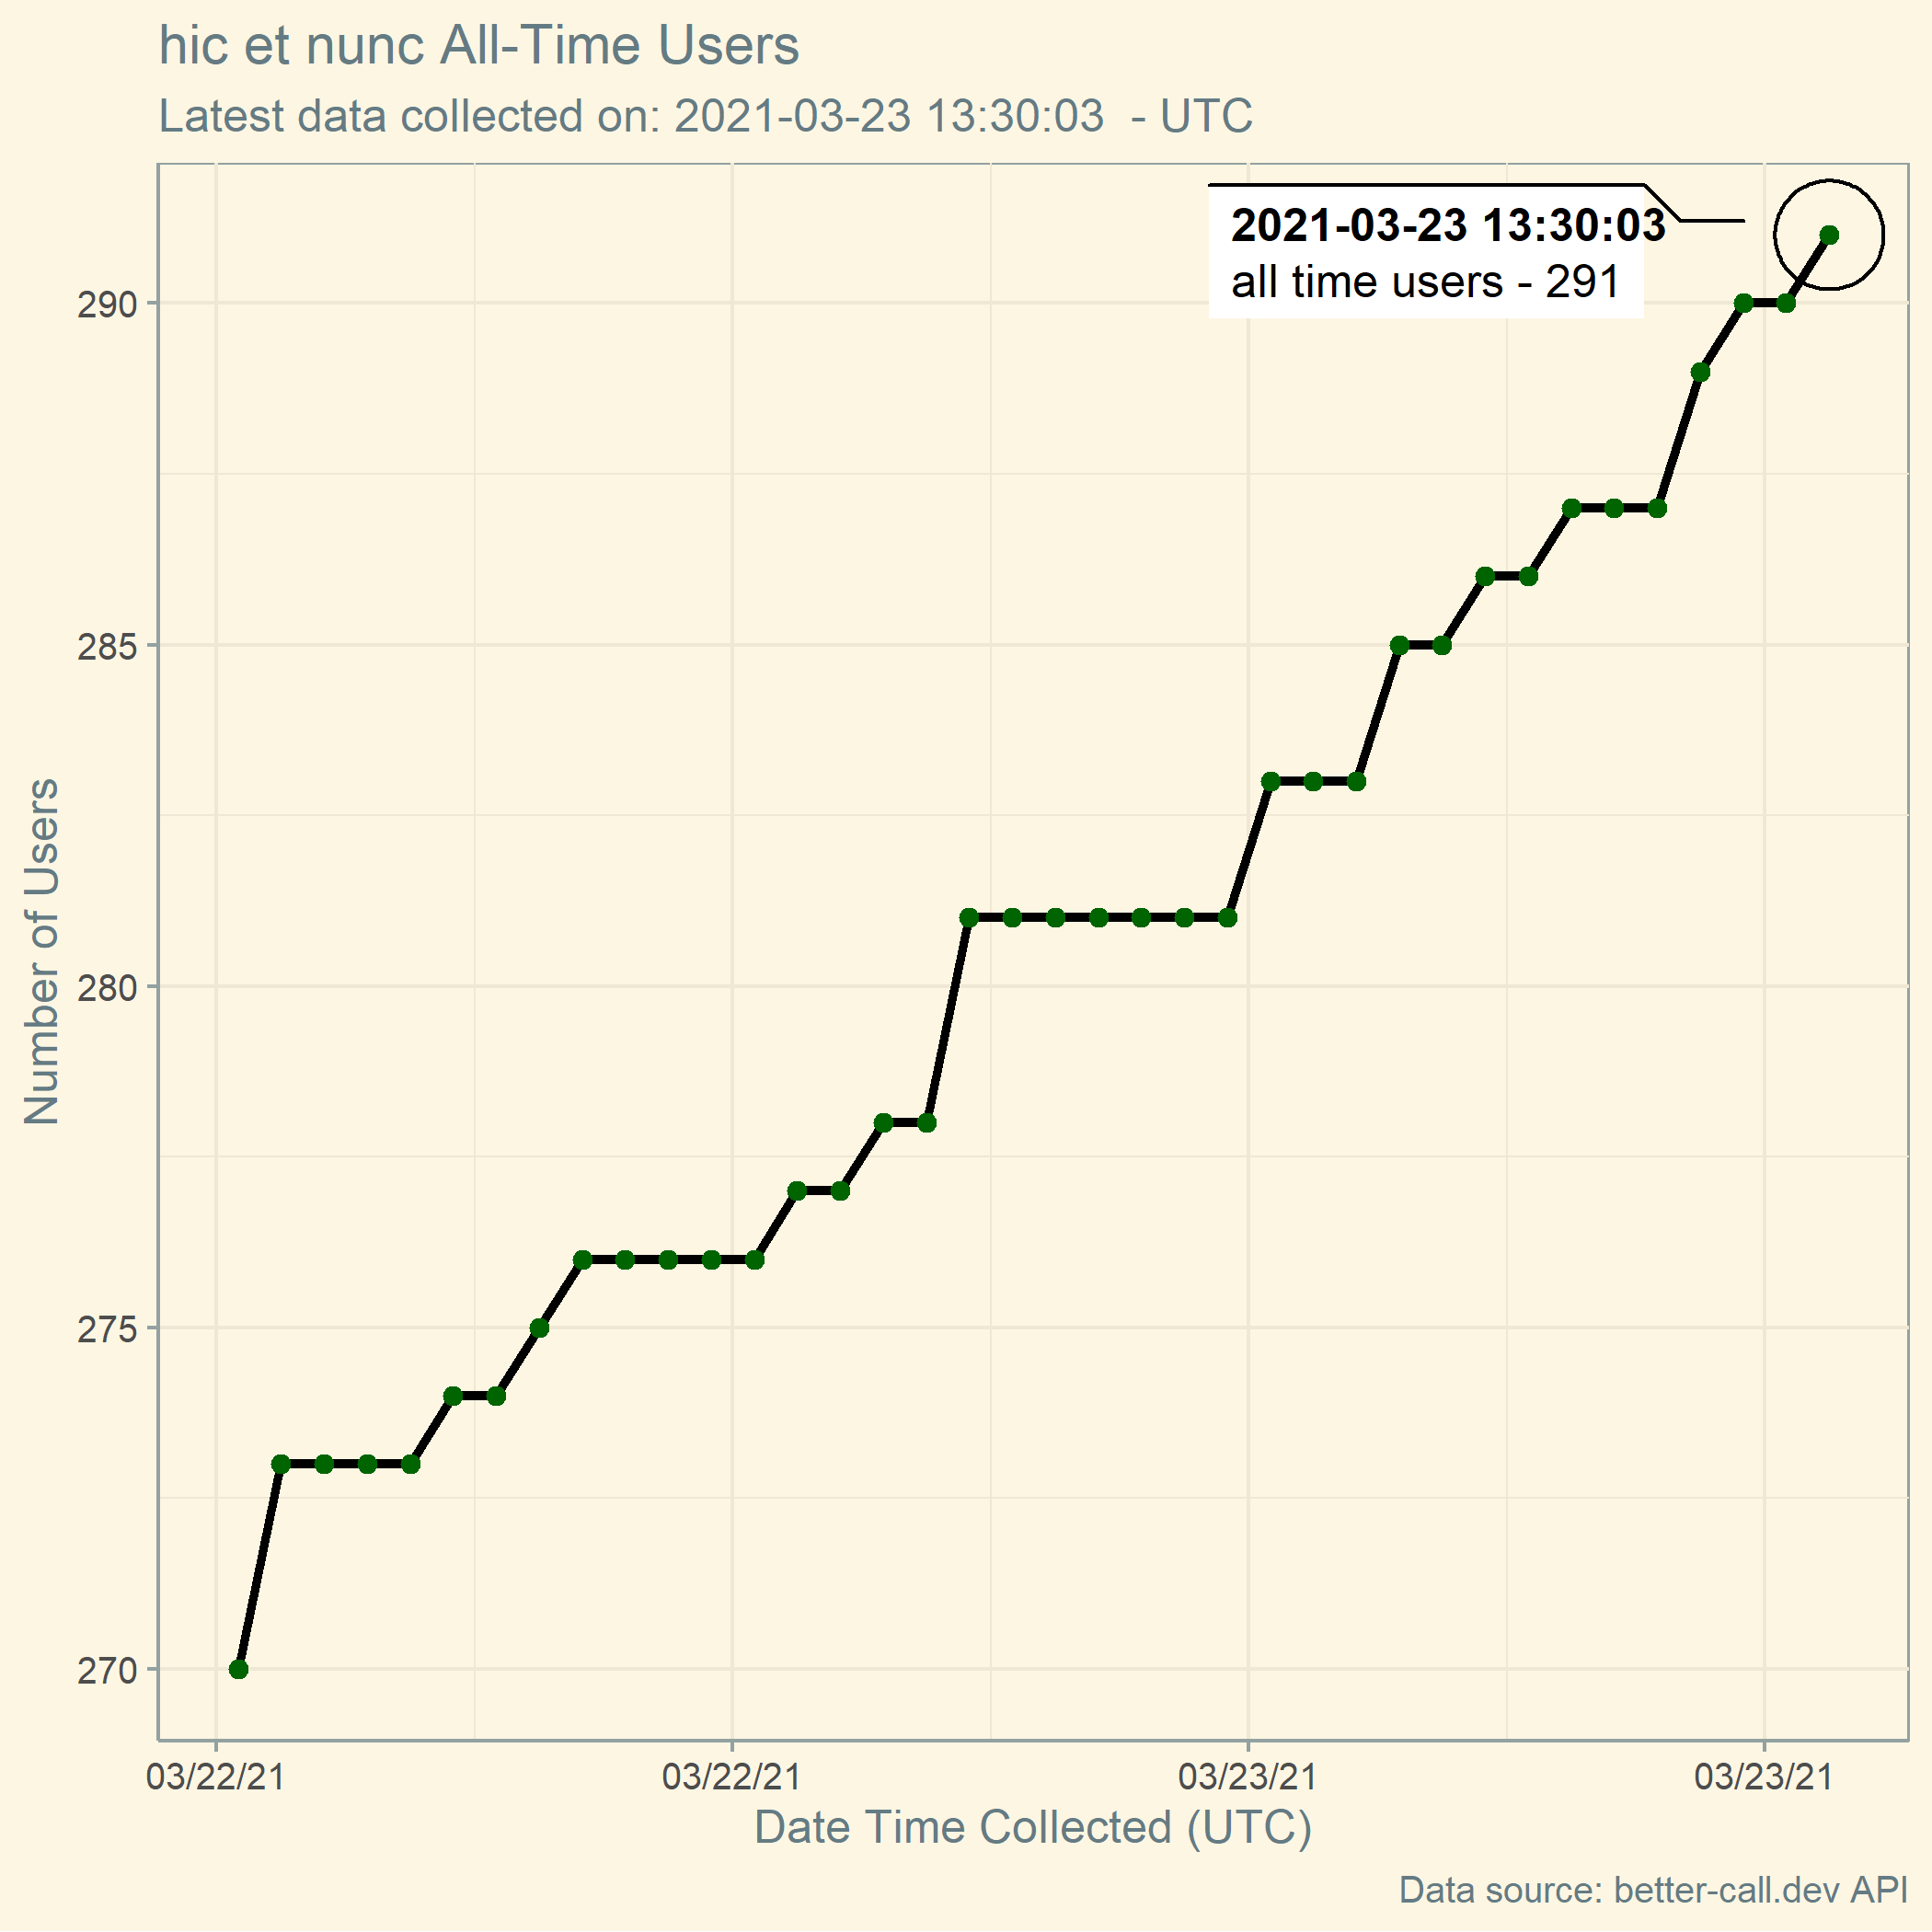 hic et nunc All-Time Users
Latest data collected on: 2021-03-23 13:30:03  - UTC
2021-03-23 13:30:03
all time users - 291
290
285
280
275
270
Number of Users
03/22/21 03/22/21 03/23/21 03/23/21
Date Time Collected (UTC)
Data source: better-call.dev API